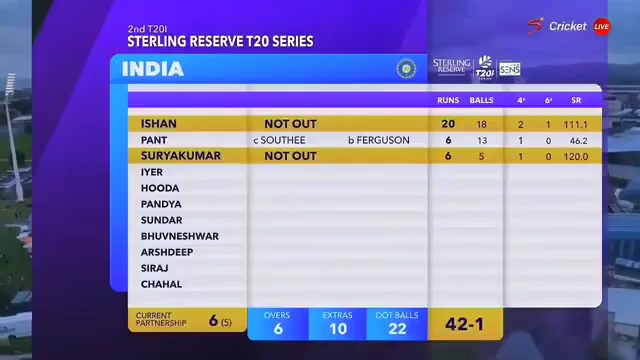 2nd T20I
STERLING RESERVE T20 SERIES
Cricket LIVE
INDIA
STERLING RESERVE T20I SENS
RUNS BALLS 4s 6s SR
ISHAN NOT OUT 20 18 2 1 111.1
PANT c SOUTHEE b FERGUSON 6 13 1 0 46.2
SURYAKUMAR NOT OUT 6 5 1 0 120.0
IYER
HOODA
PANDYA
SUNDAR
BHUVNESHWAR
ARSHDEEP
SIRAJ
CHAHAL
CURRENT PARTNERSHIP 6 (5)
OVERS 6
EXTRAS 10
DOT BALLS 22
42-1